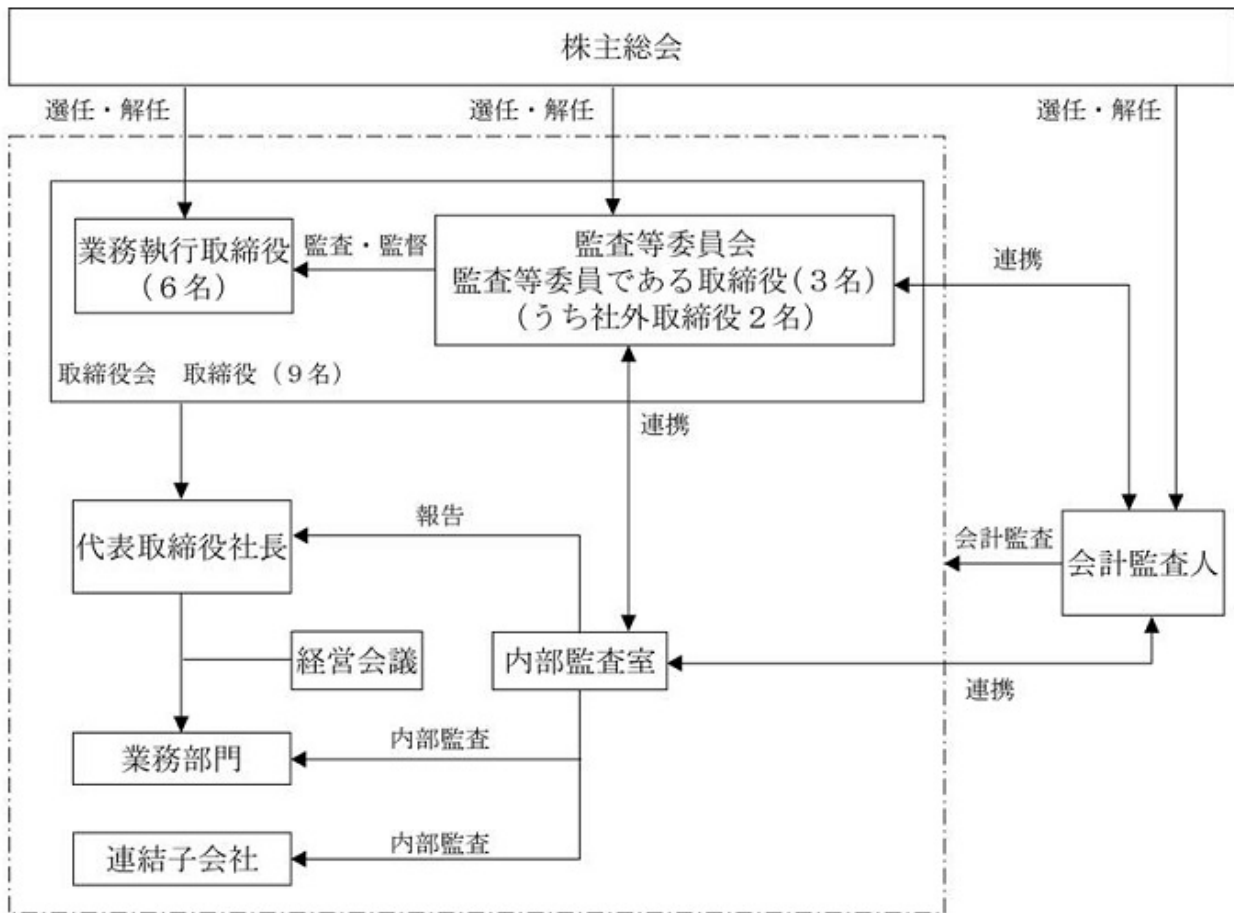 株主総会
選任・解任
選任・解任
選任・解任
業務執行取締役
(6名)
監査・監督
監査等委員会
監査等委員である取締役(3名)
(うち社外取締役2名)
連携
取締役会 取締役(9名)
連携
代表取締役社長
報告
会計監査
会計監査人
経営会議
内部監査室
連携
業務部門
内部監査
連結子会社
内部監査